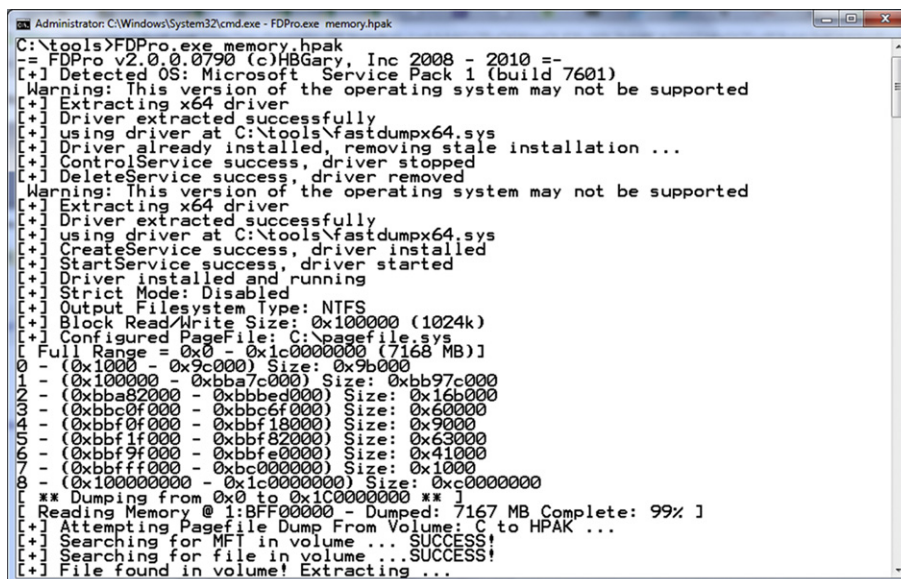 Administrator: C:\Windows\System32\cmd.exe - FDPro.exe memory.hpak
C:\tools>FDPro.exe memory.hpak
-= FDPro v2.0.0.0790 (c)HBGary, Inc 2008 - 2010 =-
[+] Detected OS: Microsoft  Service Pack 1 (build 7601)
 Warning: This version of the operating system may not be supported
[+] Extracting x64 driver
[+] Driver extracted successfully
[+] using driver at C:\tools\fastdumpx64.sys
[+] Driver already installed, removing stale installation ...
[+] ControlService success, driver stopped
[+] DeleteService success, driver removed
 Warning: This version of the operating system may not be supported
[+] Extracting x64 driver
[+] Driver extracted successfully
[+] using driver at C:\tools\fastdumpx64.sys
[+] CreateService success, driver installed
[+] StartService success, driver started
[+] Driver installed and running
[+] Strict Mode: Disabled
[+] Output Filesystem Type: NTFS
[+] Block Read/Write Size: 0x100000 (1024k)
[+] Configured PageFile: C:\pagefile.sys
[ Full Range = 0x0 - 0x1c0000000 (7168 MB)]
0 - (0x1000 - 0x9c000) Size: 0x9b000
1 - (0x100000 - 0xbba7c000) Size: 0xbb97c000
2 - (0xbba82000 - 0xbbbed000) Size: 0x16b000
3 - (0xbbc0f000 - 0xbbc6f000) Size: 0x60000
4 - (0xbbf0f000 - 0xbbf18000) Size: 0x9000
5 - (0xbbf1f000 - 0xbbf82000) Size: 0x63000
6 - (0xbbf9f000 - 0xbbfe0000) Size: 0x41000
7 - (0xbbfff000 - 0xbc000000) Size: 0x1000
8 - (0x100000000 - 0x1c0000000) Size: 0xc0000000
[ ** Dumping from 0x0 to 0x1C0000000 ** ]
[ Reading Memory @ 1:BFF00000 - Dumped: 7167 MB Complete: 99% ]
[+] Attempting Pagefile Dump From Volume: C to HPAK ...
[+] Searching for MFT in volume ... SUCCESS!
[+] Searching for file in volume ...SUCCESS!
[+] File found in volume! Extracting ...